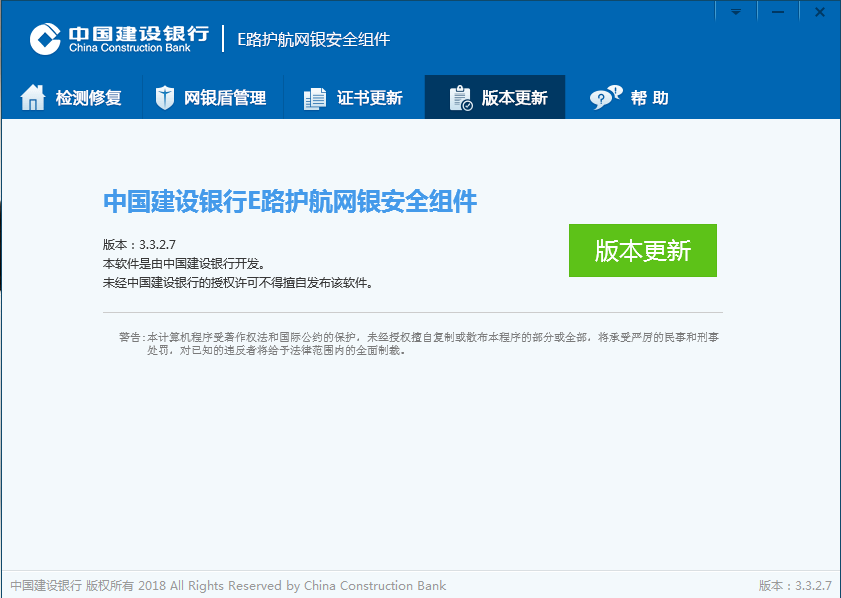 中国建设银行
China Construction Bank
E路护航网银安全组件
检测修复
网银盾管理
证书更新
版本更新
帮 助
中国建设银行E路护航网银安全组件
版本：3.3.2.7
本软件是由中国建设银行开发。
未经中国建设银行的授权许可不得擅自发布该软件。
版本更新
警告:本计算机程序受著作权法和国际公约的保护，未经授权擅自复制或散布本程序的部分或全部，将承受严厉的民事和刑事
处罚，对已知的违反者将给予法律范围内的全面制裁。
中国建设银行 版权所有 2018 All Rights Reserved by China Construction Bank
版本：3.3.2.7